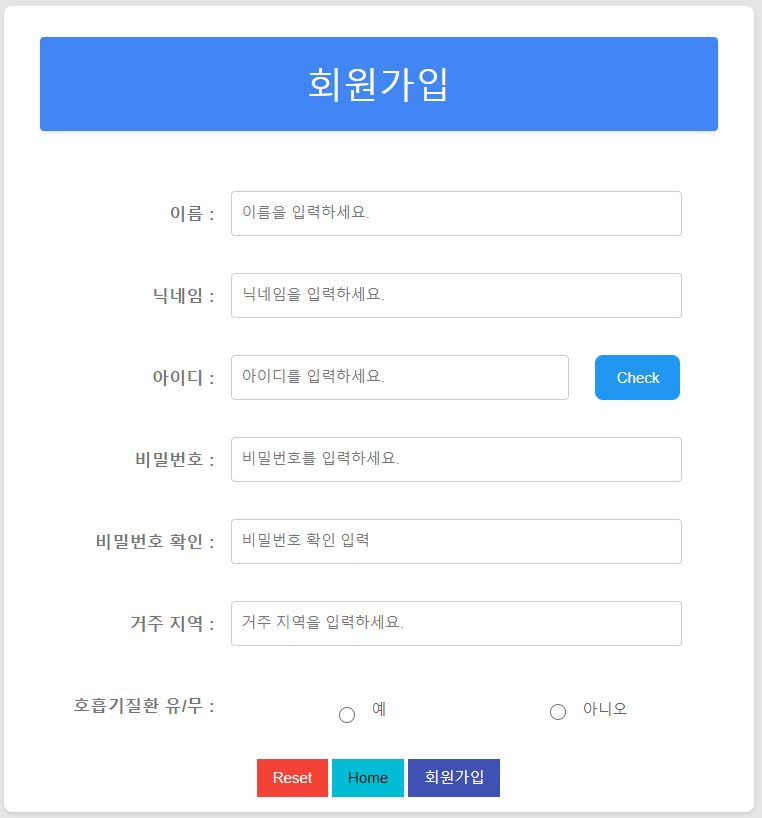 회원가입
이름 : 이름을 입력하세요.
닉네임 : 닉네임을 입력하세요.
아이디 : 아이디를 입력하세요. Check
비밀번호 : 비밀번호를 입력하세요.
비밀번호 확인 : 비밀번호 확인 입력
거주 지역 : 거주 지역을 입력하세요.
호흡기질환 유/무 : 예 아니오
Reset Home 회원가입